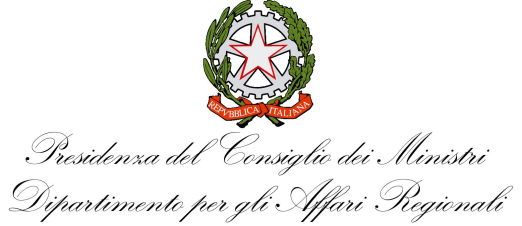 REPVBBLICA ITALIANA
Presidenza del Consiglio dei Ministri
Dipartimento per gli Affari Regionali